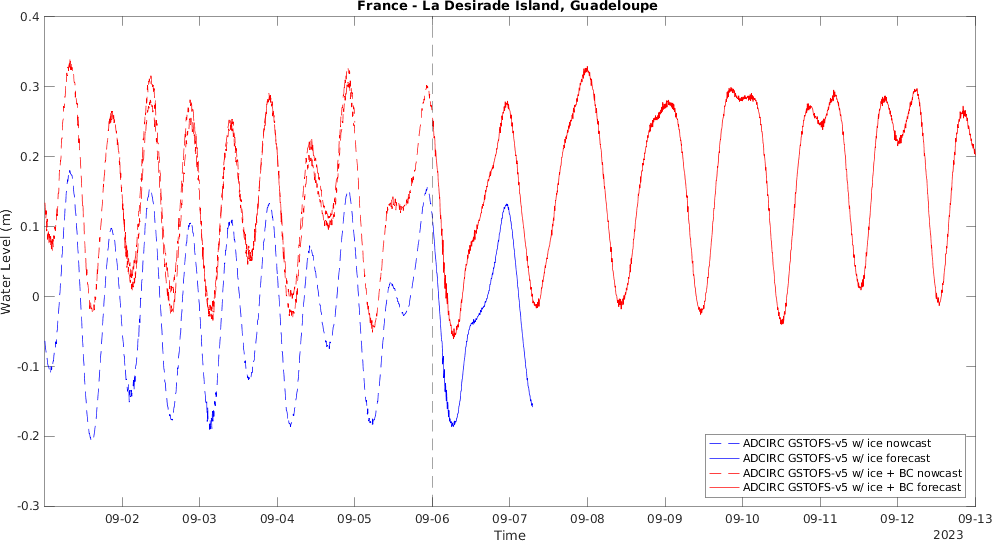 France - La Desirade Island, Guadeloupe
0.4
0.3
0.2
0.1
0
-0.1
-0.2
-0.3
Water Level (m)
ADCIRC GSTOFS-v5 w/ ice nowcast
ADCIRC GSTOFS-v5 w/ ice forecast
ADCIRC GSTOFS-v5 w/ ice + BC nowcast
ADCIRC GSTOFS-v5 w/ ice + BC forecast
09-02 09-03 09-04 09-05 09-06 09-07 09-08 09-09 09-10 09-11 09-12 09-13
Time
2023